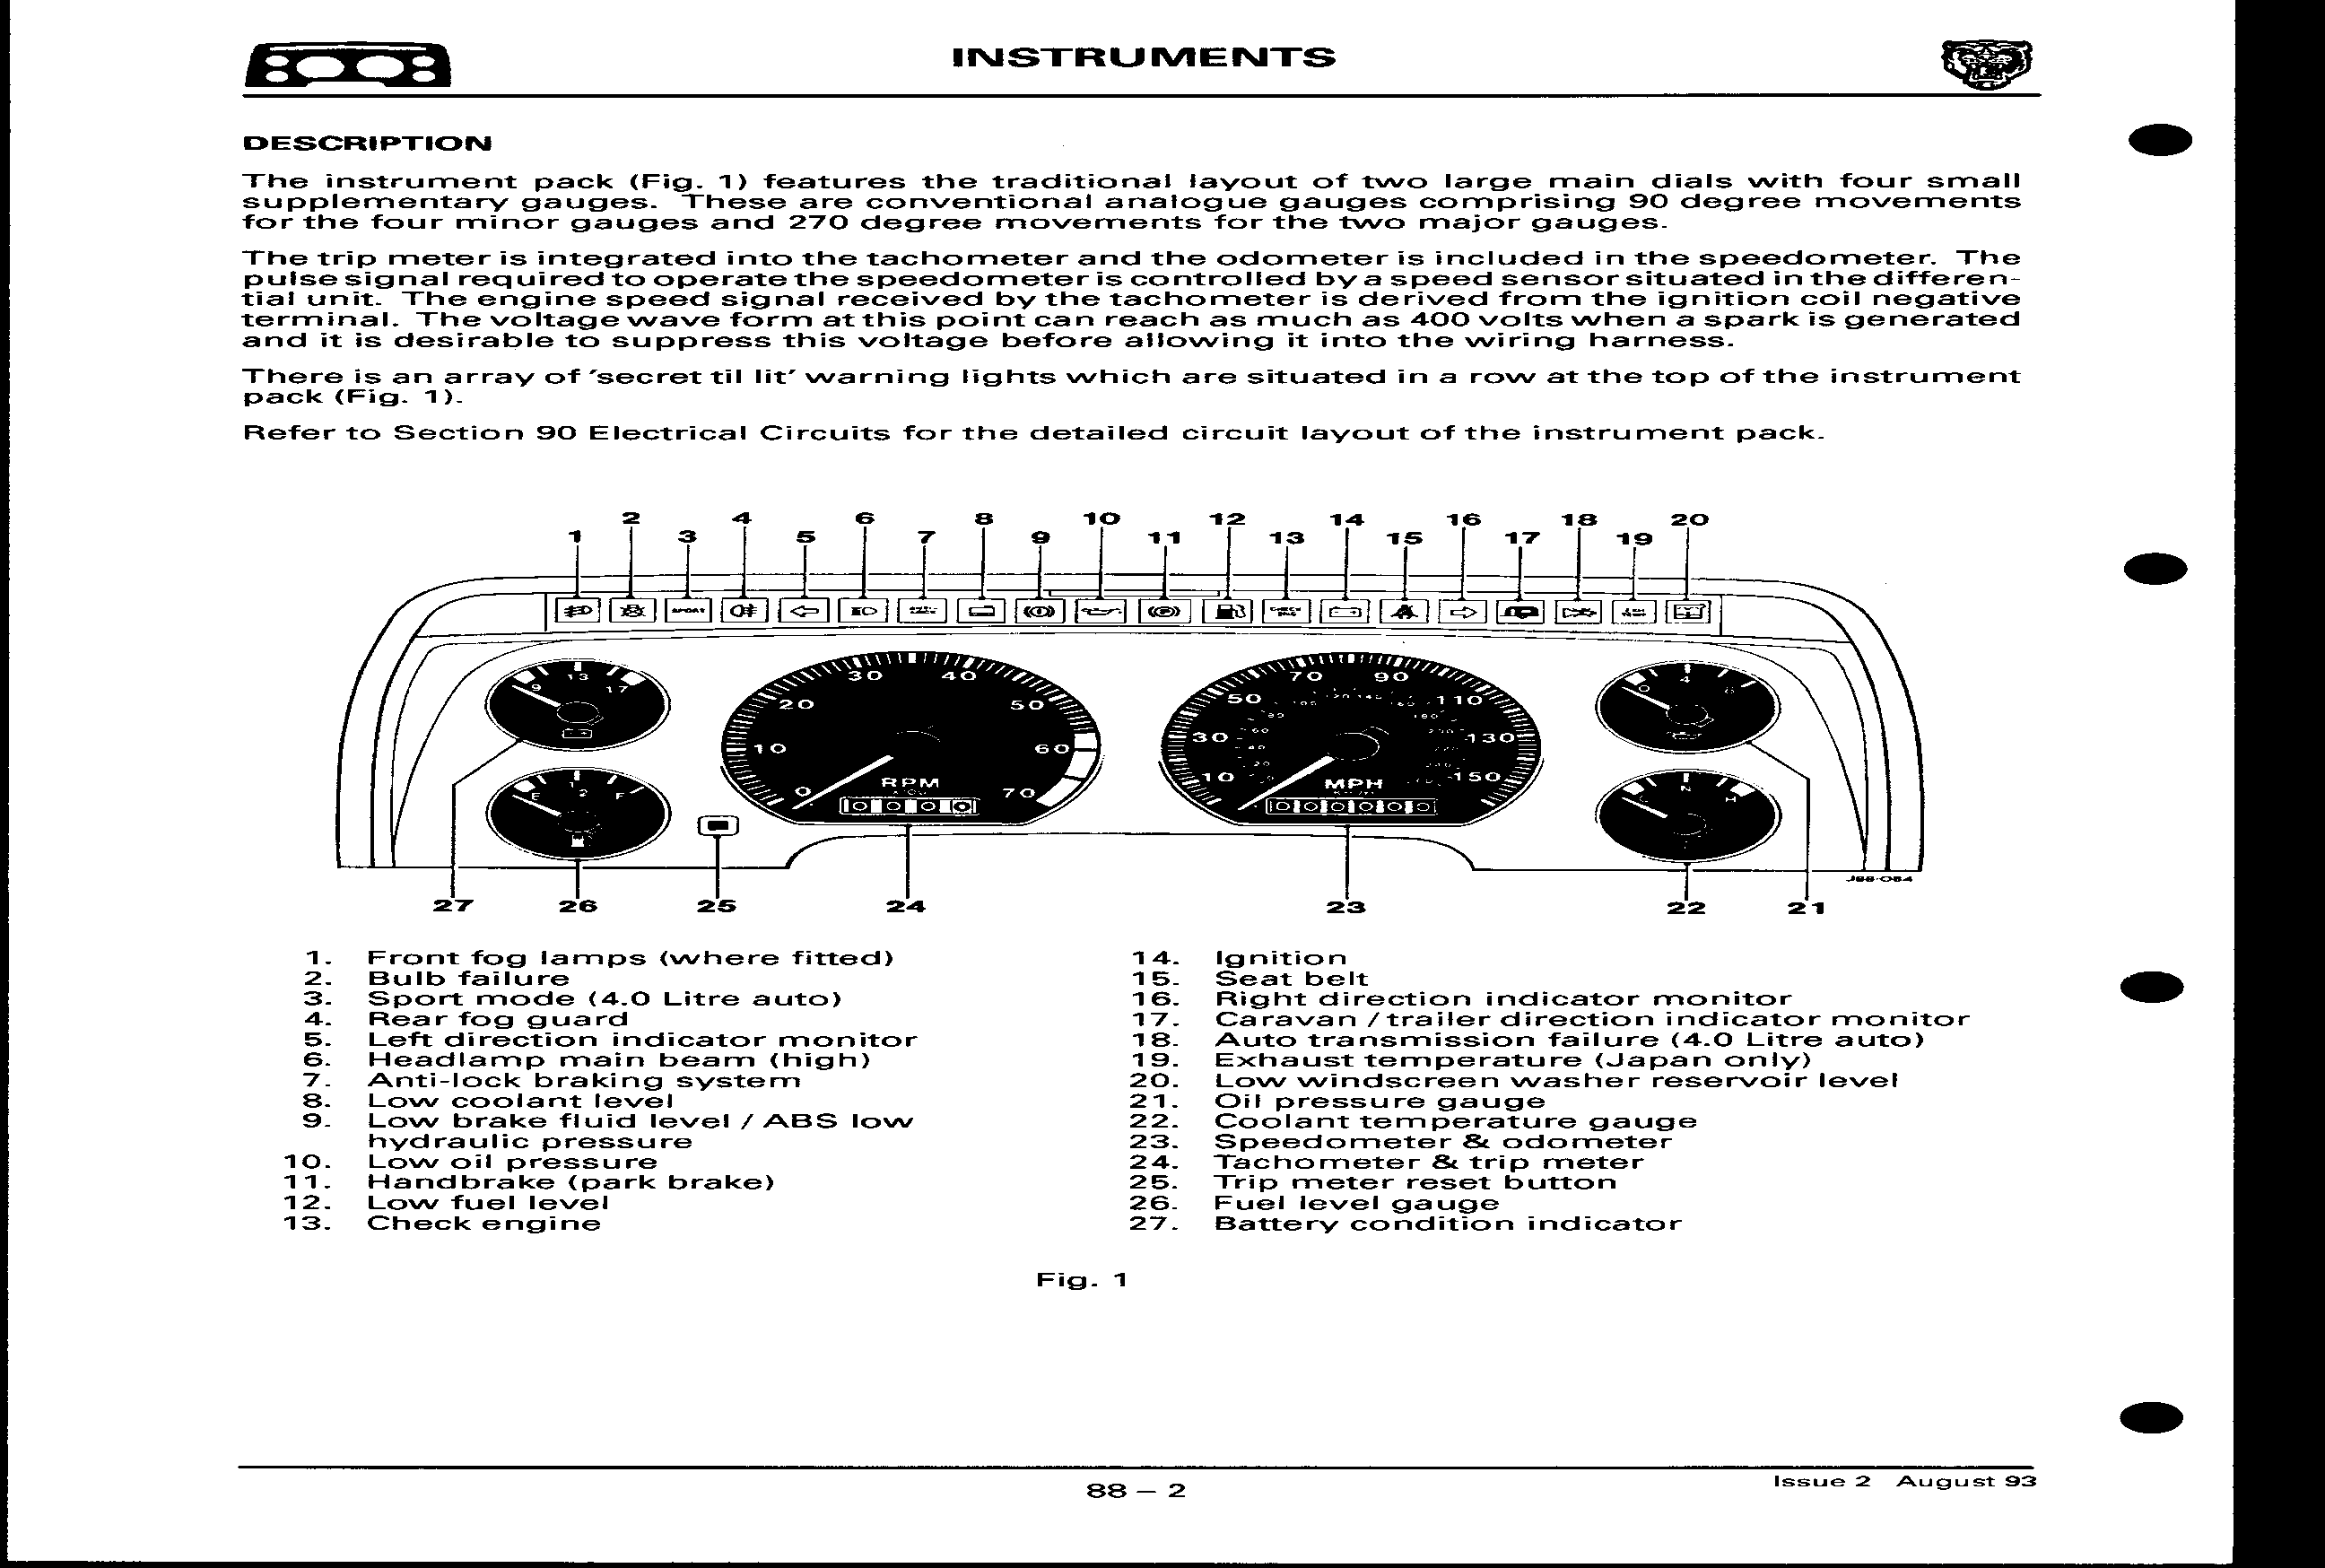 INSTRUMENTS
DESCRIPTION
The instrument pack (Fig. 1) features the traditional layout of two large main dials with four small
supplementary gauges. These are conventional analogue gauges comprising 90 degree movements
for the four minor gauges and 270 degree movements for the two major gauges.
The trip meter is integrated into the tachometer and the odometer is included in the speedometer. The
pulse signal required to operate the speedometer is controlled by a speed sensor situated in the differen-
tial unit. The engine speed signal received by the tachometer is derived from the ignition coil negative
terminal. The voltage wave form at this point can reach as much as 400 volts when a spark is generated
and it is desirable to suppress this voltage before allowing it into the wiring harness.
There is an array of 'secret til lit' warning lights which are situated in a row at the top of the instrument
pack (Fig. 1).
Refer to Section 90 Electrical Circuits for the detailed circuit layout of the instrument pack.
2 4 6 8 10 12 14 16 18 20
1 3 5 7 9 11 13 15 17 19
SPORT
9 13 17
E 1/2 F
0 10 20 30 40 50 60 70
RPM
0 0 0 0
10 30 50 70 90 110 130 150
MPH
0 0 0 0 0 0
0 4 8
C N H
J88-054
27 26 25 24 23 22 21
1. Front fog lamps (where fitted)
2. Bulb failure
3. Sport mode (4.0 Litre auto)
4. Rear fog guard
5. Left direction indicator monitor
6. Headlamp main beam (high)
7. Anti-lock braking system
8. Low coolant level
9. Low brake fluid level / ABS low
hydraulic pressure
10. Low oil pressure
11. Handbrake (park brake)
12. Low fuel level
13. Check engine
14. Ignition
15. Seat belt
16. Right direction indicator monitor
17. Caravan / trailer direction indicator monitor
18. Auto transmission failure (4.0 Litre auto)
19. Exhaust temperature (Japan only)
20. Low windscreen washer reservoir level
21. Oil pressure gauge
22. Coolant temperature gauge
23. Speedometer & odometer
24. Tachometer & trip meter
25. Trip meter reset button
26. Fuel level gauge
27. Battery condition indicator
Fig. 1
88 – 2
Issue 2 August 93